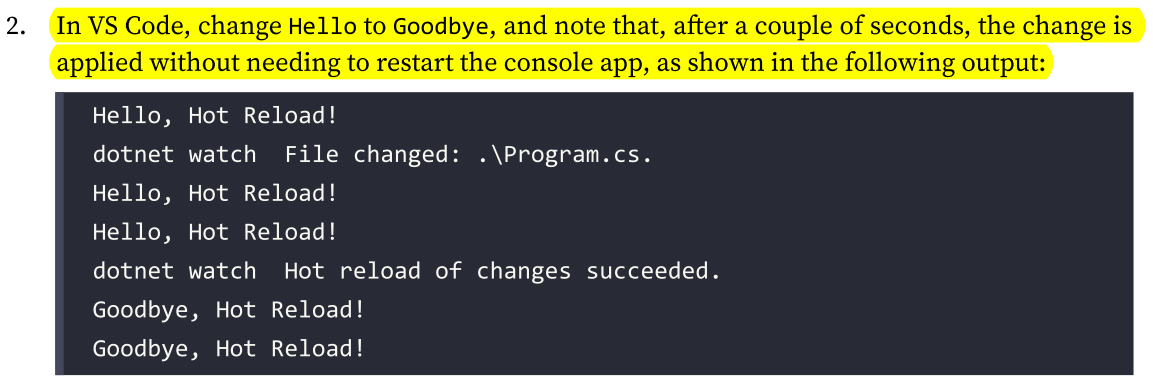 2. In VS Code, change Hello to Goodbye, and note that, after a couple of seconds, the change is
applied without needing to restart the console app, as shown in the following output:
Hello, Hot Reload!
dotnet watch  File changed: .\Program.cs.
Hello, Hot Reload!
Hello, Hot Reload!
dotnet watch  Hot reload of changes succeeded.
Goodbye, Hot Reload!
Goodbye, Hot Reload!